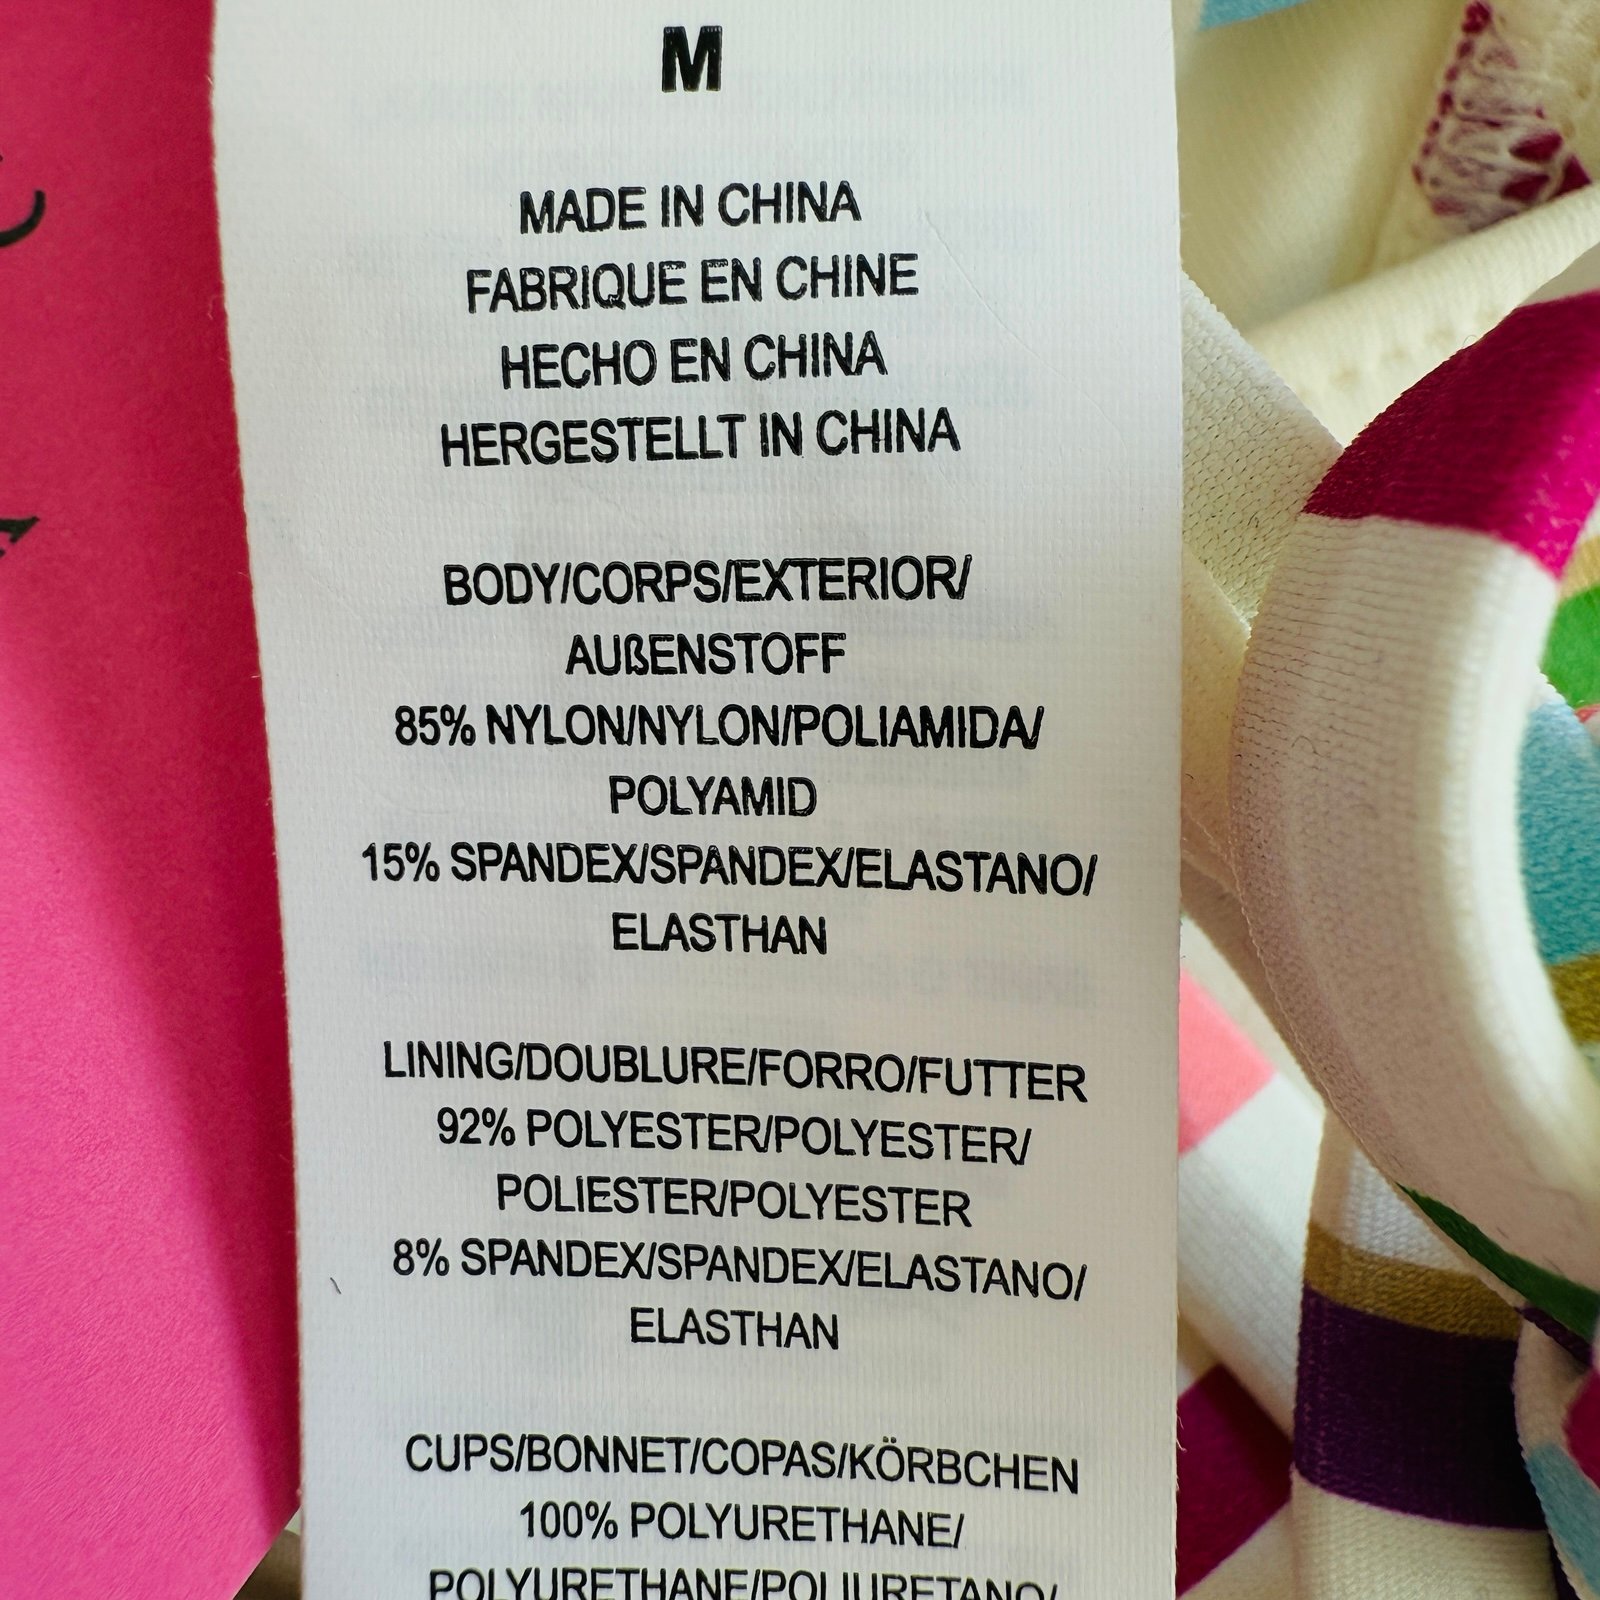 M
MADE IN CHINA
FABRIQUE EN CHINE
HECHO EN CHINA
HERGESTELLT IN CHINA
BODY/CORPS/EXTERIOR/
AUßENSTOFF
85% NYLON/NYLON/POLIAMIDA/
POLYAMID
15% SPANDEX/SPANDEX/ELASTANO/
ELASTHAN
LINING/DOUBLURE/FORRO/FUTTER
92% POLYESTER/POLYESTER/
POLIESTER/POLYESTER
8% SPANDEX/SPANDEX/ELASTANO/
ELASTHAN
CUPS/BONNET/COPAS/KÖRBCHEN
100% POLYURETHANE/
POLYURETHANE/POLIURETANO/